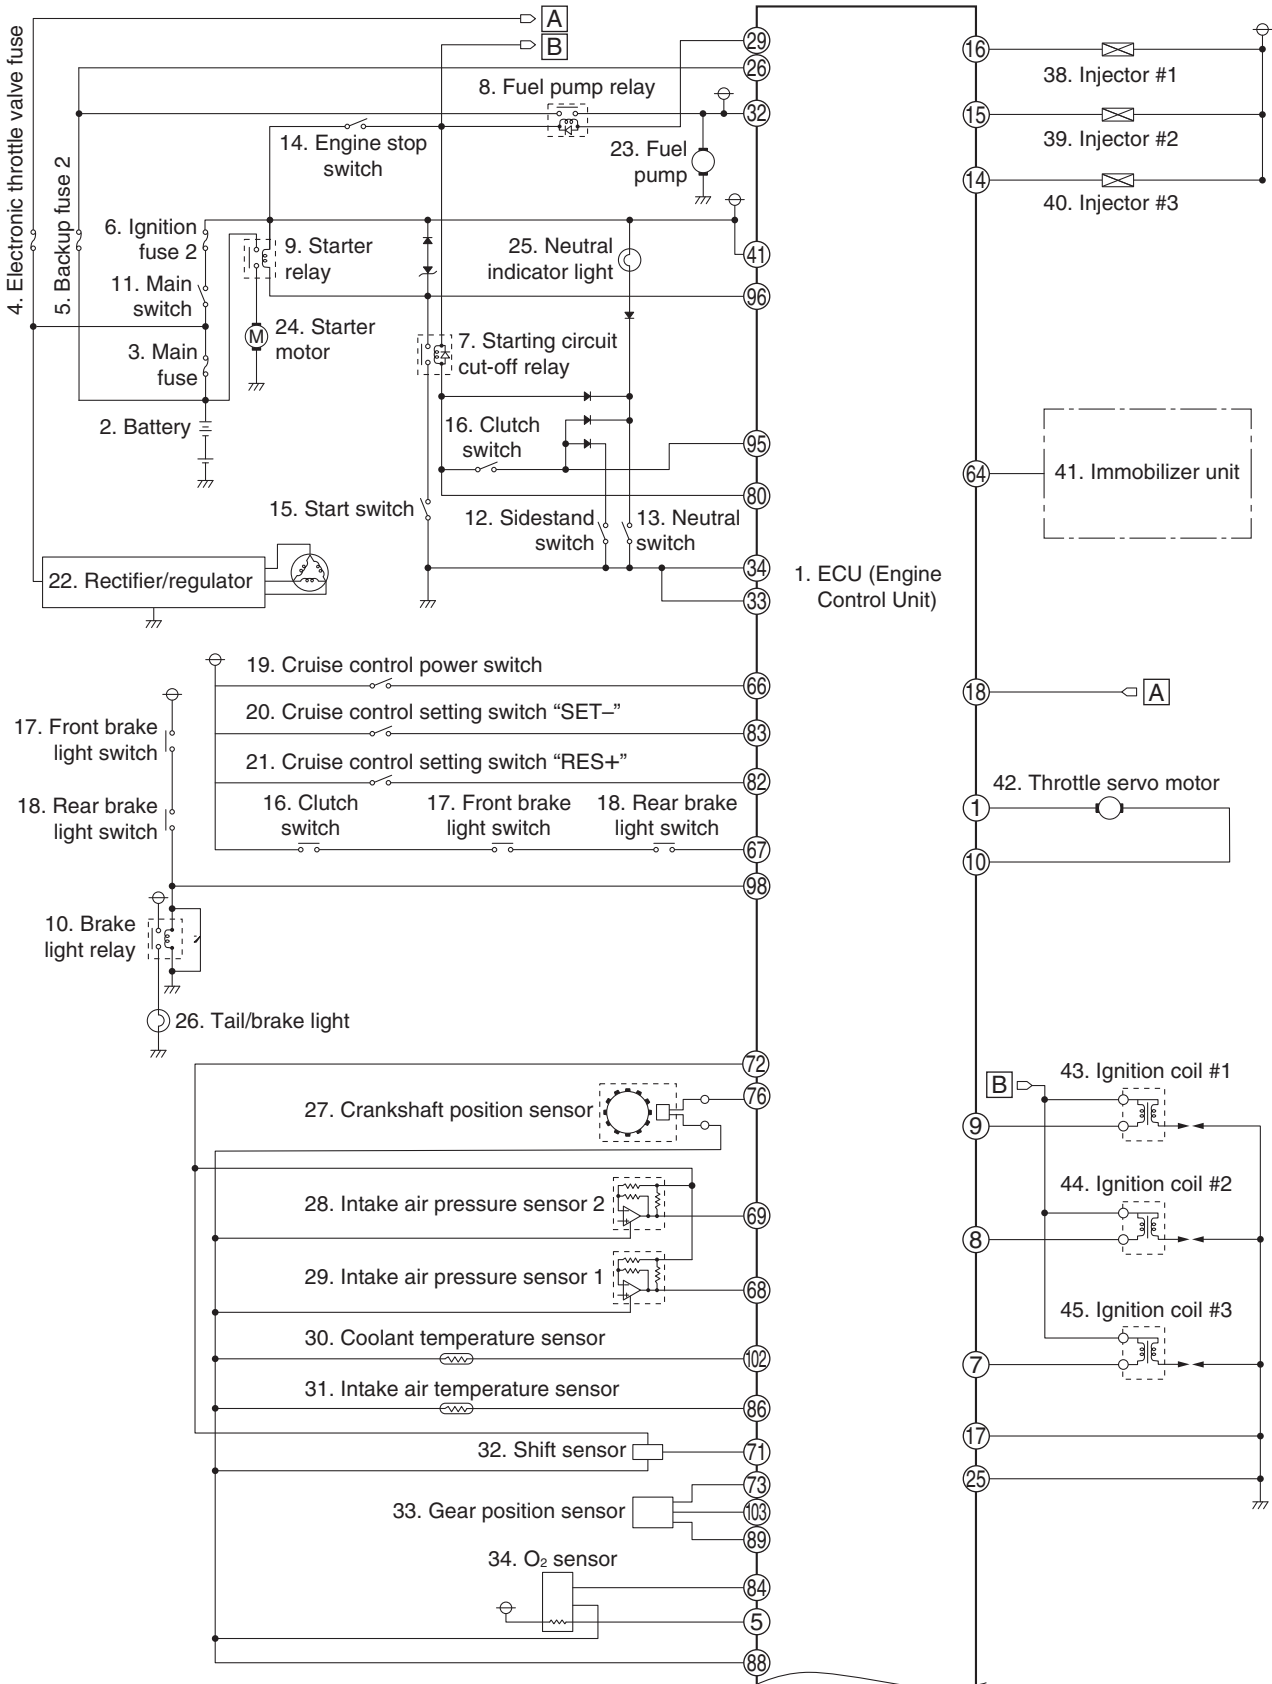 A
B
4. Electronic throttle valve fuse
5. Backup fuse 2
8. Fuel pump relay
14. Engine stop
switch
23. Fuel
pump
6. Ignition
fuse 2
9. Starter
relay
25. Neutral
indicator light
11. Main
switch
24. Starter
motor
M
7. Starting circuit
cut-off relay
3. Main
fuse
2. Battery
16. Clutch
switch
15. Start switch
12. Sidestand
switch
13. Neutral
switch
22. Rectifier/regulator
29
26
32
41
96
95
80
34
33
1. ECU (Engine
Control Unit)
16
38. Injector #1
15
39. Injector #2
14
40. Injector #3
64
41. Immobilizer unit
18
A
42. Throttle servo motor
1
10
19. Cruise control power switch
66
20. Cruise control setting switch “SET–”
83
21. Cruise control setting switch “RES+”
82
16. Clutch
switch
17. Front brake
light switch
18. Rear brake
light switch
67
17. Front brake
light switch
18. Rear brake
light switch
98
10. Brake
light relay
26. Tail/brake light
72
27. Crankshaft position sensor
76
28. Intake air pressure sensor 2
69
29. Intake air pressure sensor 1
68
30. Coolant temperature sensor
102
31. Intake air temperature sensor
86
32. Shift sensor
71
33. Gear position sensor
73
103
89
34. O2 sensor
84
5
88
B
43. Ignition coil #1
9
44. Ignition coil #2
8
45. Ignition coil #3
7
17
25